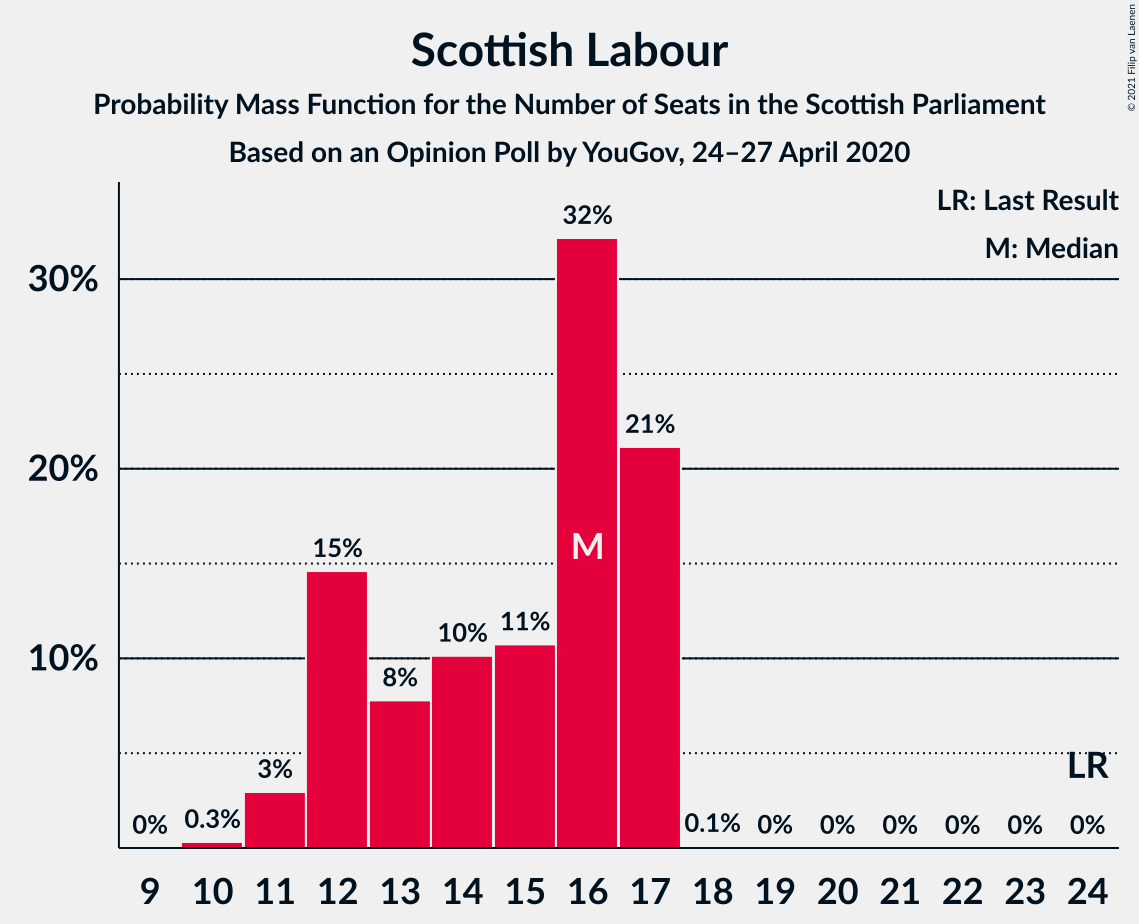 Scottish Labour
Probability Mass Function for the Number of Seats in the Scottish Parliament
Based on an Opinion Poll by YouGov, 24–27 April 2020
© 2021 Filip van Laenen
LR: Last Result
M: Median
30%
20%
10%
0%
0.3%
3%
15%
8%
10%
11%
32%
M
21%
0.1%
0%
0%
0%
0%
0%
LR
0%
9 10 11 12 13 14 15 16 17 18 19 20 21 22 23 24